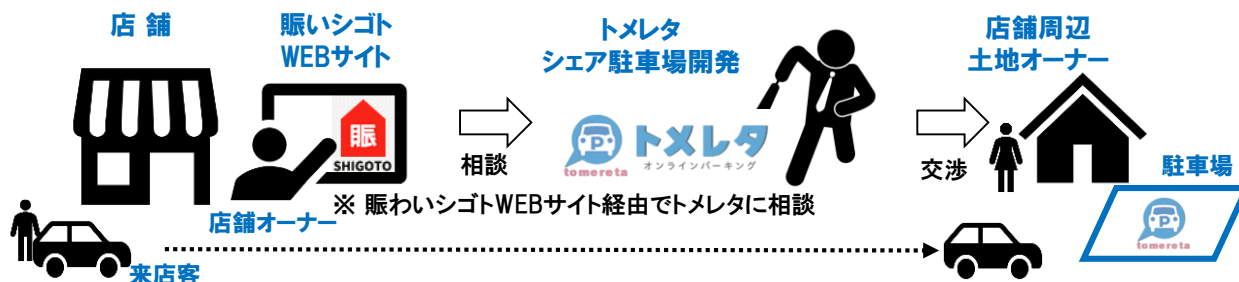 店 舗
賑いシゴト
WEBサイト
賑
SHIGOTO
店舗オーナー
来店客
相談
トメレタ
シェア駐車場開発
P
tomereta
トメレタ
オンラインパーキング
※ 賑わいシゴトWEBサイト経由でトメレタに相談
交渉
店舗周辺
土地オーナー
駐車場
P
tomereta